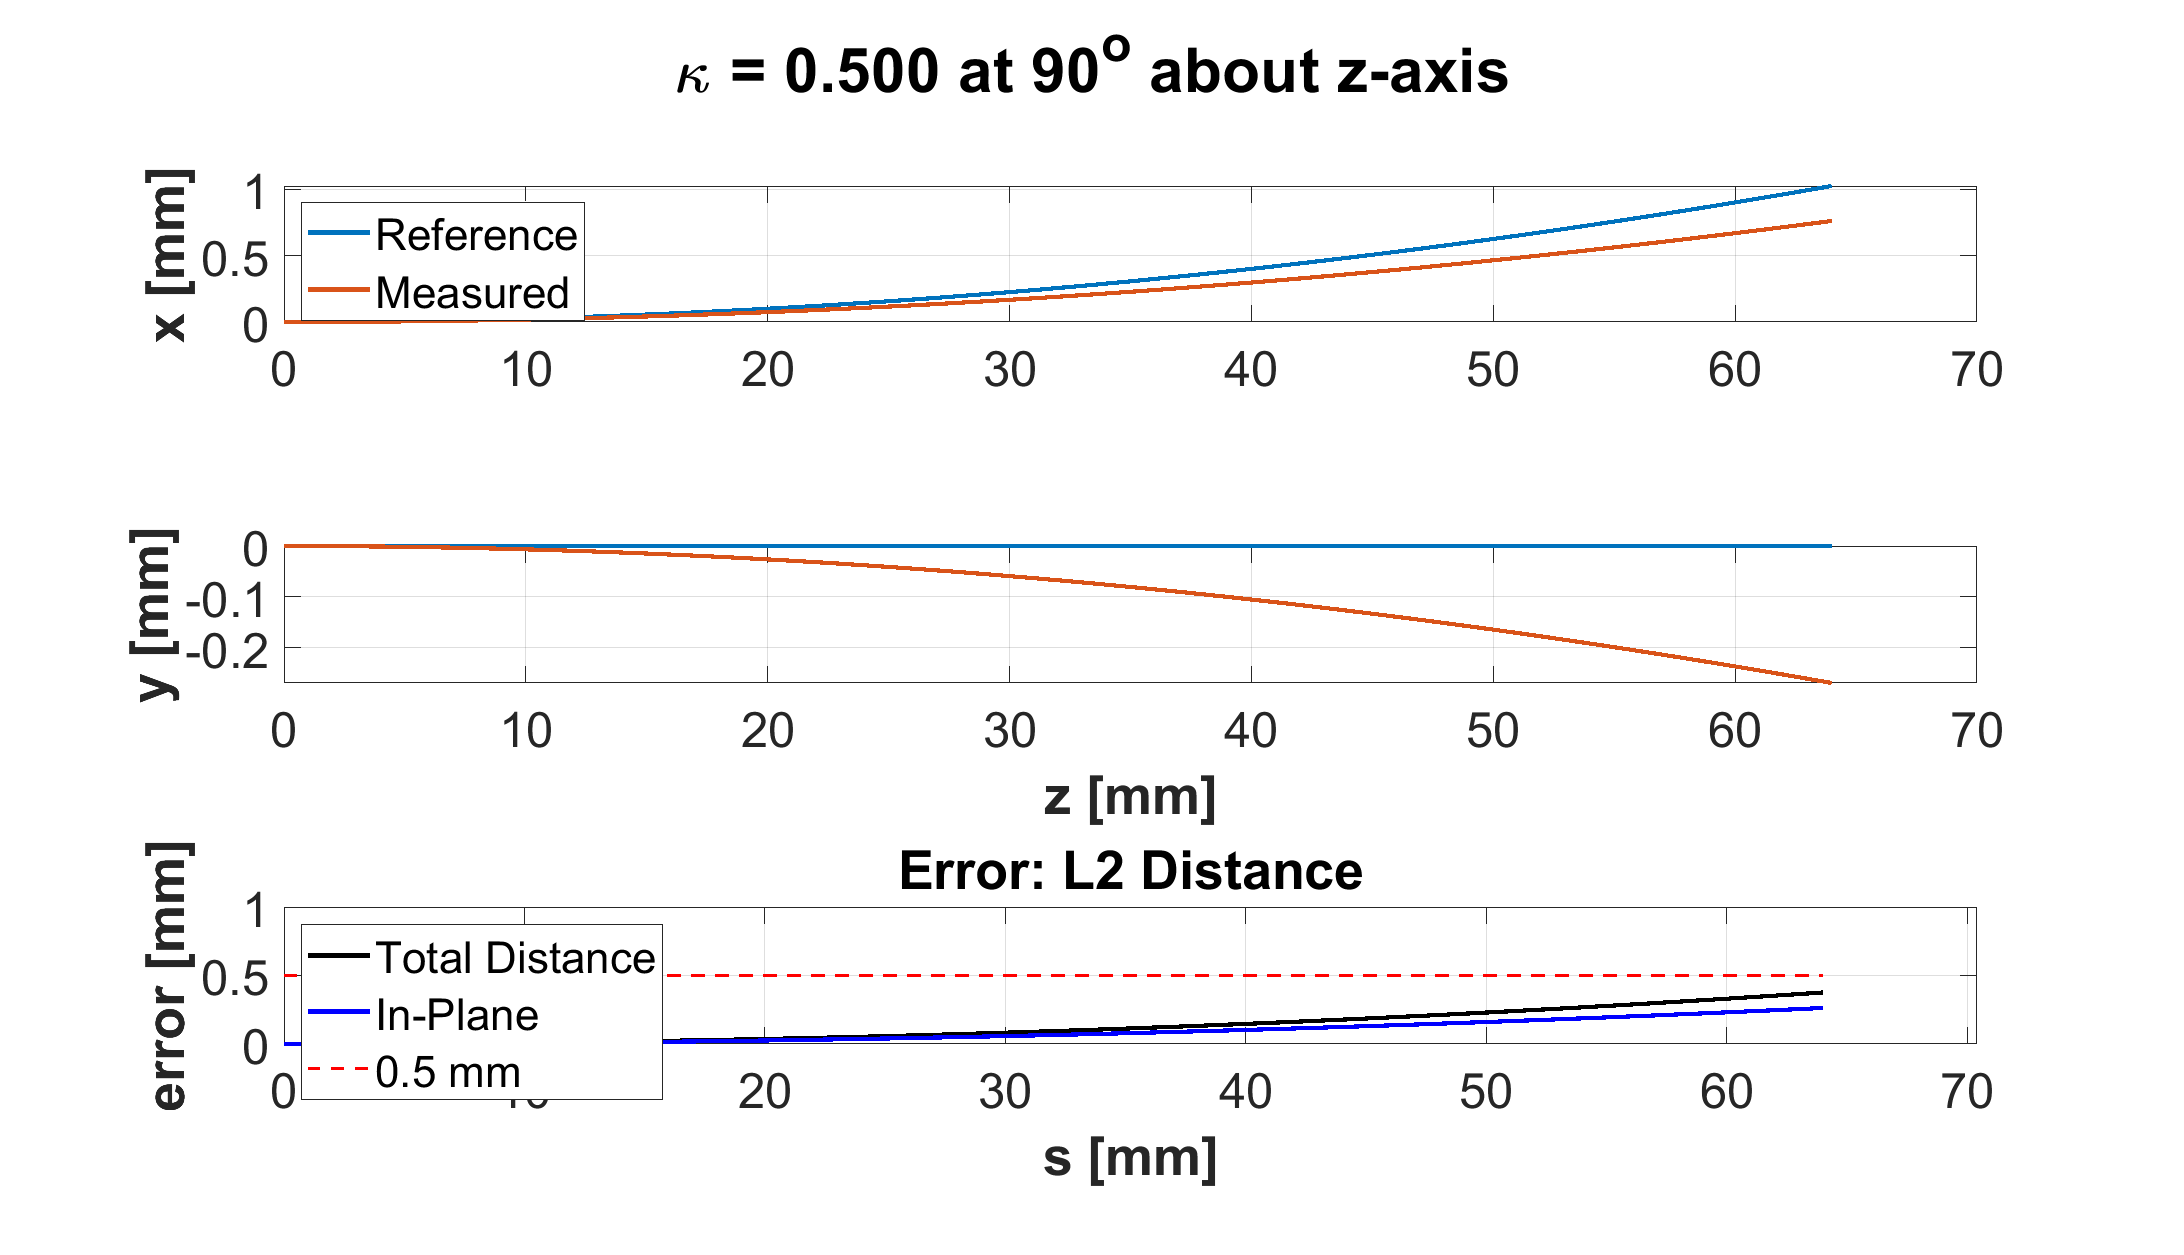 κ = 0.500 at 90° about z-axis
x [mm]
1
0.5
0
Reference
Measured
0 10 20 30 40 50 60 70
y [mm]
0
-0.1
-0.2
0 10 20 30 40 50 60 70
z [mm]
Error: L2 Distance
error [mm]
1
0.5
0
Total Distance
In-Plane
0.5 mm
0 10 20 30 40 50 60 70
s [mm]